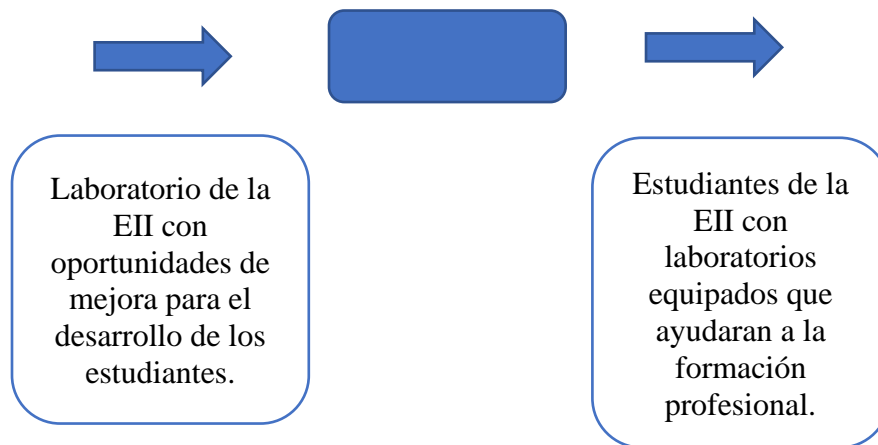 Laboratorio de la
EII con
oportunidades de
mejora para el
desarrollo de los
estudiantes.
Estudiantes de la
EII con
laboratorios
equipados que
ayudaran a la
formación
profesional.